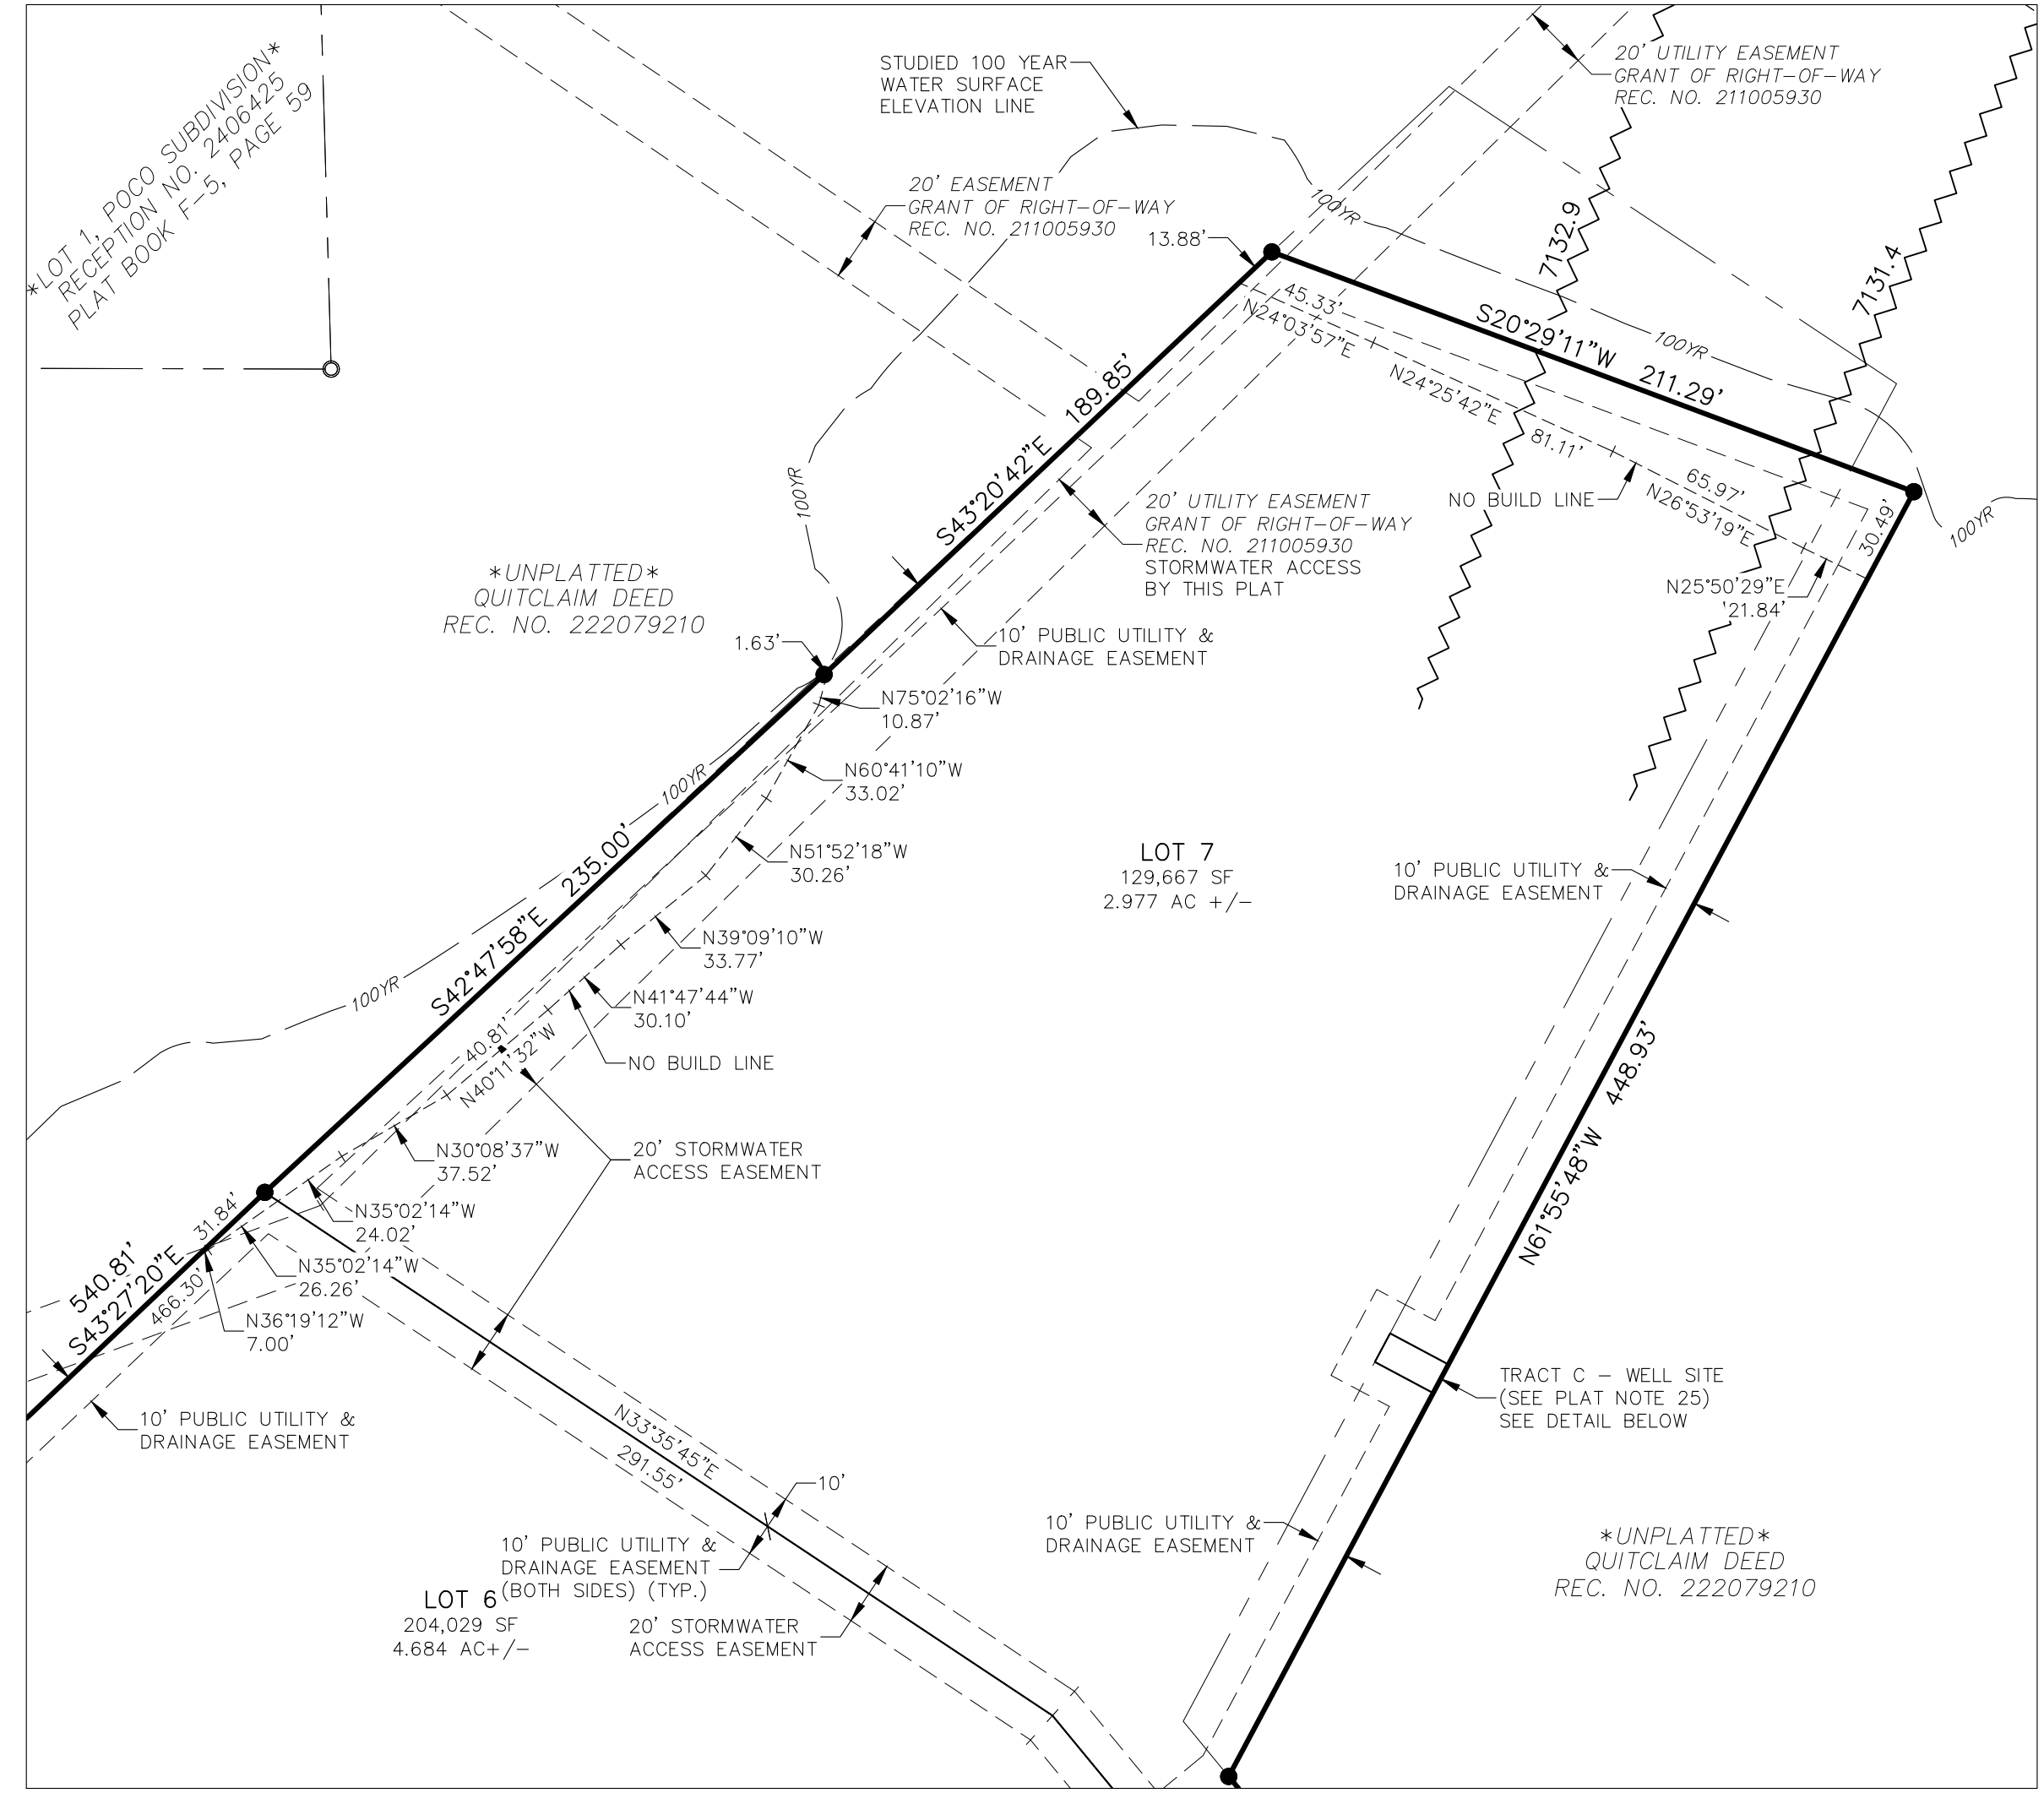 *LOT 1, POCO SUBDIVISION*
RECEPTION NO. 2406425
PLAT BOOK F-5, PAGE 59
STUDIED 100 YEAR
WATER SURFACE
ELEVATION LINE
20' UTILITY EASEMENT
GRANT OF RIGHT-OF-WAY
REC. NO. 211005930
20' EASEMENT
GRANT OF RIGHT-OF-WAY
REC. NO. 211005930
13.88'
100YR
7132.9
7131.4
45.33'
N24°03'57"E
S20°29'11"W 211.29'
100YR
N24°25'42"E 81.11'
NO BUILD LINE
65.97'
N26°53'19"E
30.49'
100YR
N25°50'29"E
21.84'
S43°20'42"E 189.85'
100YR
20' UTILITY EASEMENT
GRANT OF RIGHT-OF-WAY
REC. NO. 211005930
STORMWATER ACCESS
BY THIS PLAT
*UNPLATTED*
QUITCLAIM DEED
REC. NO. 222079210
1.63'
10' PUBLIC UTILITY &
DRAINAGE EASEMENT
N75°02'16"W
10.87'
N60°41'10"W
33.02'
100YR
N51°52'18"W
30.26'
LOT 7
129,667 SF
2.977 AC +/-
10' PUBLIC UTILITY &
DRAINAGE EASEMENT
S42°47'58"E 235.00'
N39°09'10"W
33.77'
100YR
N41°47'44"W
30.10'
40.81'
N40°11'32"W
NO BUILD LINE
N61°55'48"W 448.93'
N30°08'37"W
37.52'
20' STORMWATER
ACCESS EASEMENT
31.84'
N35°02'14"W
24.02'
540.81'
S43°27'20"E
466.30'
N35°02'14"W
26.26'
N36°19'12"W
7.00'
TRACT C - WELL SITE
(SEE PLAT NOTE 25)
SEE DETAIL BELOW
10' PUBLIC UTILITY &
DRAINAGE EASEMENT
N33°35'45"E
291.55'
10'
10' PUBLIC UTILITY &
DRAINAGE EASEMENT
(BOTH SIDES) (TYP.)
10' PUBLIC UTILITY &
DRAINAGE EASEMENT
*UNPLATTED*
QUITCLAIM DEED
REC. NO. 222079210
LOT 6
204,029 SF
4.684 AC+/-
20' STORMWATER
ACCESS EASEMENT